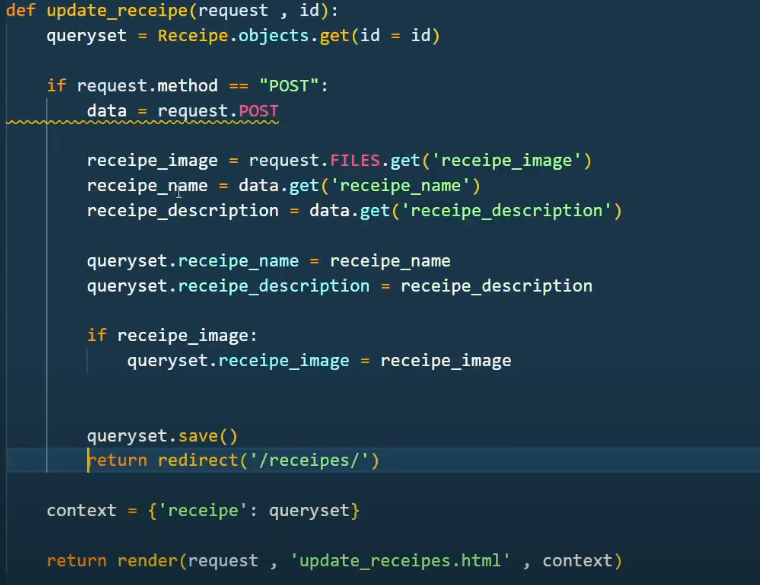 def update_receipe(request , id):
    queryset = Receipe.objects.get(id = id)
    if request.method == "POST":
        data = request.POST
        receipe_image = request.FILES.get('receipe_image')
        receipe_name = data.get('receipe_name')
        receipe_description = data.get('receipe_description')
        queryset.receipe_name = receipe_name
        queryset.receipe_description = receipe_description
        if receipe_image:
            queryset.receipe_image = receipe_image
        queryset.save()
        return redirect('/receipes/')
    context = {'receipe': queryset}
    return render(request , 'update_receipes.html' , context)